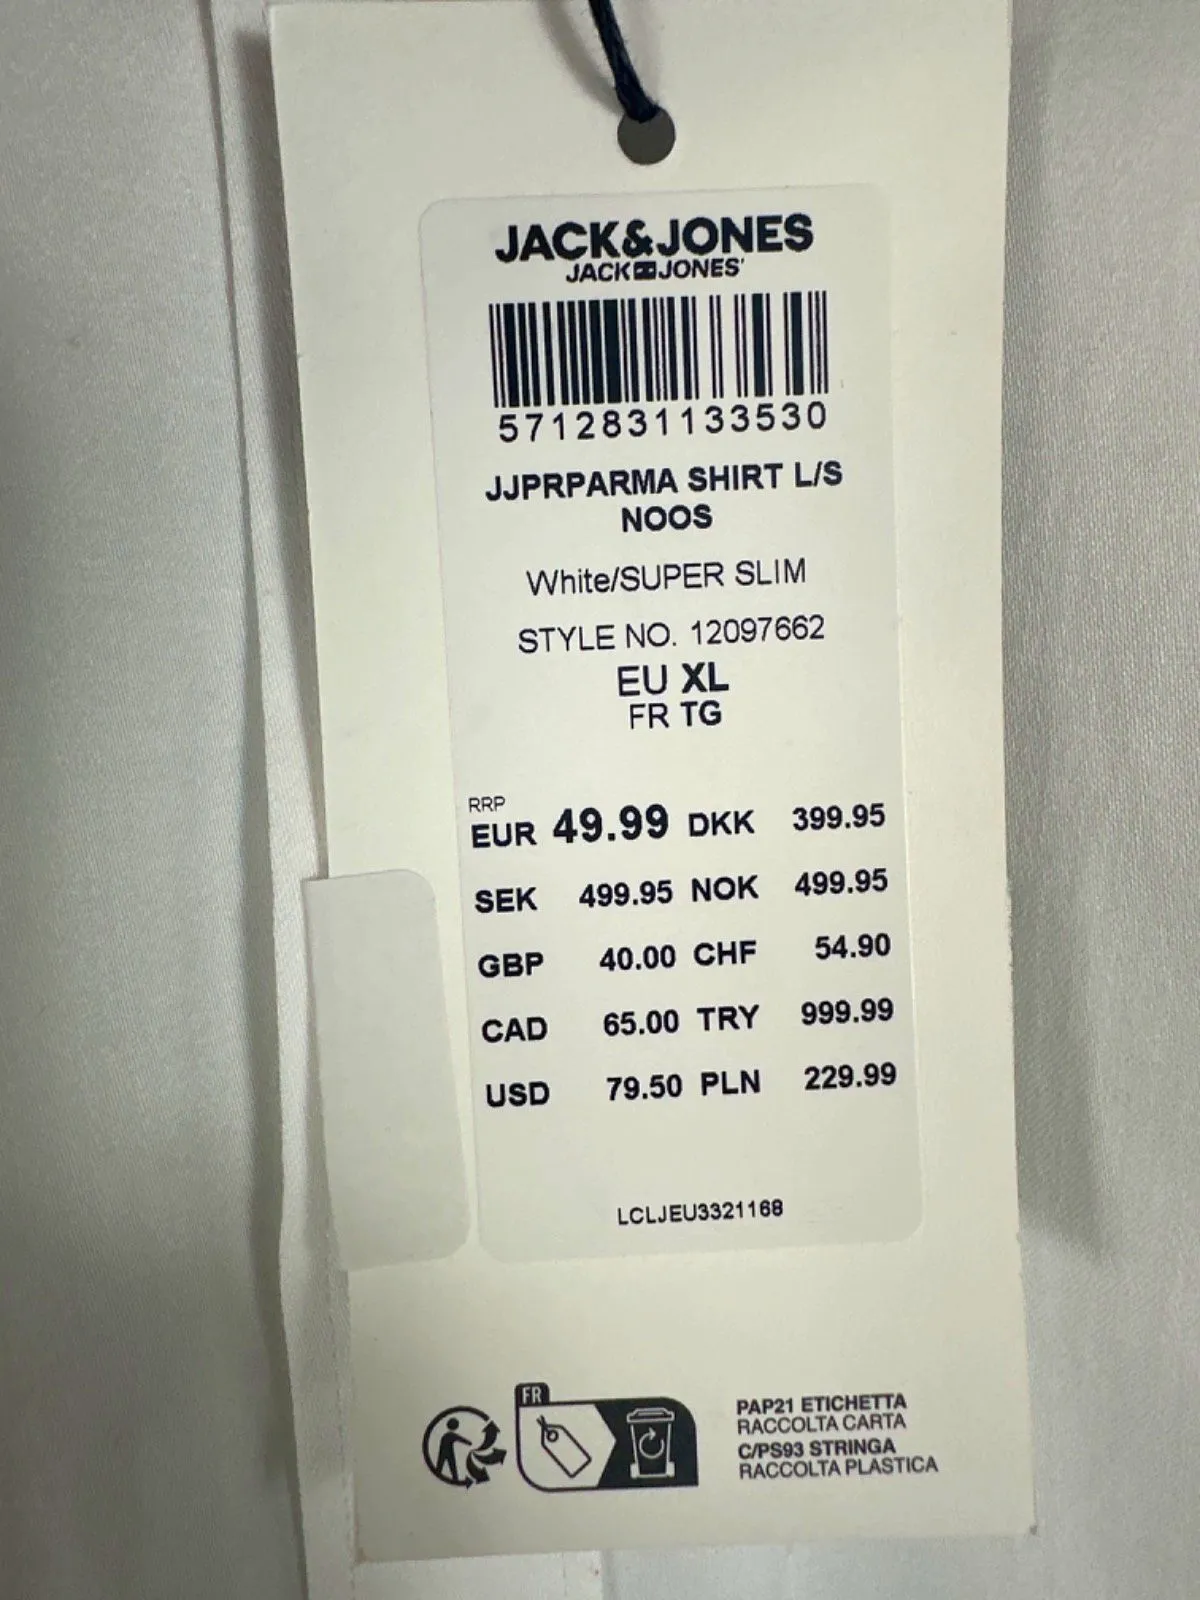 JACK&JONES
JACK JONES
5712831133530
JJPRPARMA SHIRT L/S
NOOS
White/SUPER SLIM
STYLE NO. 12097662
EU XL
FR TG
RRP
EUR 49.99 DKK 399.95
SEK 499.95 NOK 499.95
GBP 40.00 CHF 54.90
CAD 65.00 TRY 999.99
USD 79.50 PLN 229.99
LCLJEU3321168
FR
PAP21 ETICHETTA
RACCOLTA CARTA
C/PS93 STRINGA
RACCOLTA PLASTICA